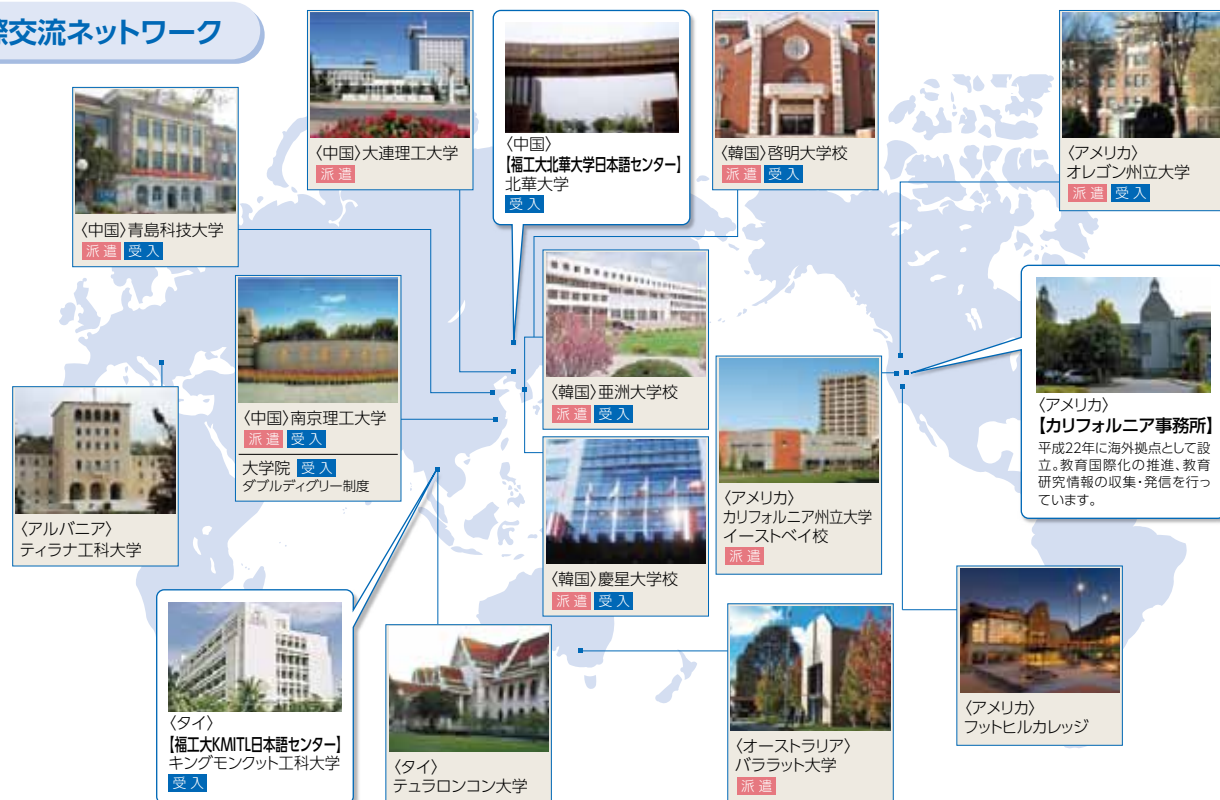 際交流ネットワーク
〈中国〉大連理工大学
派遣
〈中国〉
【福工大北華大学日本語センター】
北華大学
受入
〈韓国〉啓明大学校
派遣 受入
〈アメリカ〉
オレゴン州立大学
派遣 受入
〈中国〉青島科技大学
派遣 受入
〈中国〉南京理工大学
派遣 受入
大学院 受入
ダブルディグリー制度
〈韓国〉亜洲大学校
派遣 受入
〈アメリカ〉
【カリフォルニア事務所】
平成22年に海外拠点として設
立。教育国際化の推進、教育
研究情報の収集・発信を行っ
ています。
〈アルバニア〉
ティラナ工科大学
〈韓国〉慶星大学校
派遣 受入
〈アメリカ〉
カリフォルニア州立大学
イーストベイ校
派遣
〈タイ〉
【福工大KMITL日本語センター】
キングモンクット工科大学
受入
〈タイ〉
テュラロンコン大学
〈オーストラリア〉
バララット大学
派遣
〈アメリカ〉
フットヒルカレッジ